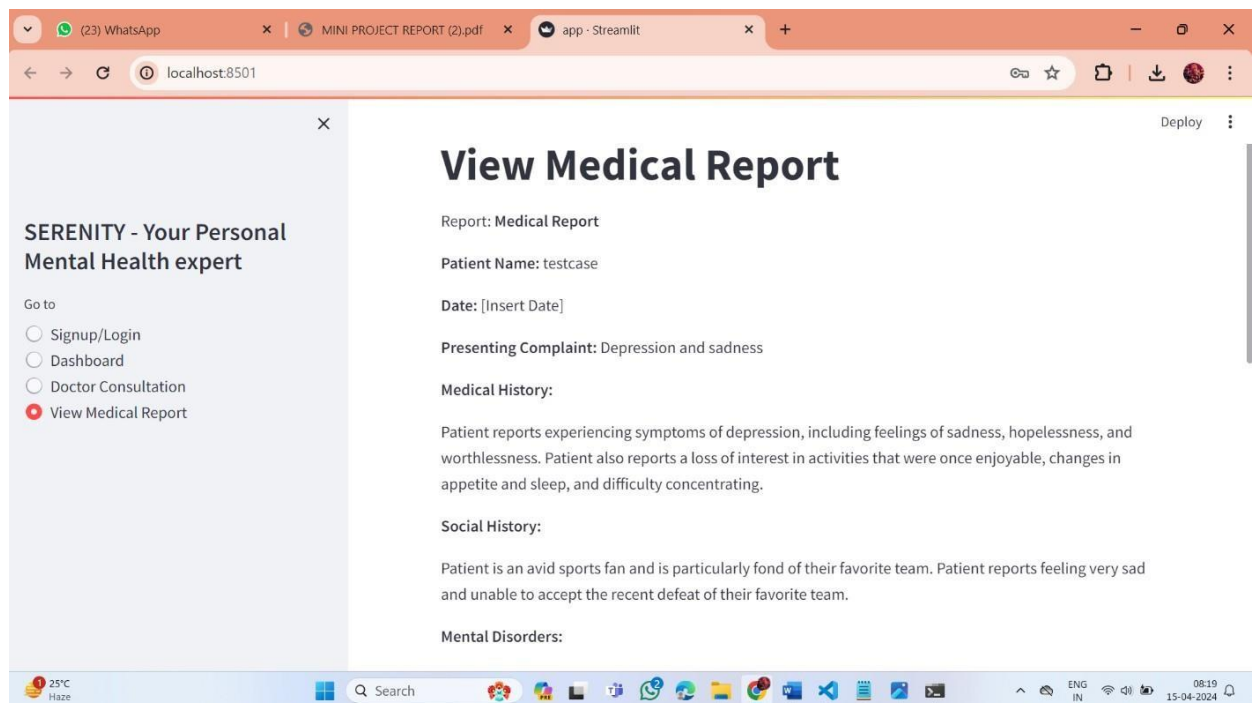 (23) WhatsApp
MINI PROJECT REPORT (2).pdf
app · Streamlit
localhost:8501
Deploy
SERENITY - Your Personal
Mental Health expert
Go to
Signup/Login
Dashboard
Doctor Consultation
View Medical Report
View Medical Report
Report: Medical Report
Patient Name: testcase
Date: [Insert Date]
Presenting Complaint: Depression and sadness
Medical History:
Patient reports experiencing symptoms of depression, including feelings of sadness, hopelessness, and
worthlessness. Patient also reports a loss of interest in activities that were once enjoyable, changes in
appetite and sleep, and difficulty concentrating.
Social History:
Patient is an avid sports fan and is particularly fond of their favorite team. Patient reports feeling very sad
and unable to accept the recent defeat of their favorite team.
Mental Disorders:
1
25°C
Haze
Search
PRE
2
ENG
IN
08:19
15-04-2024